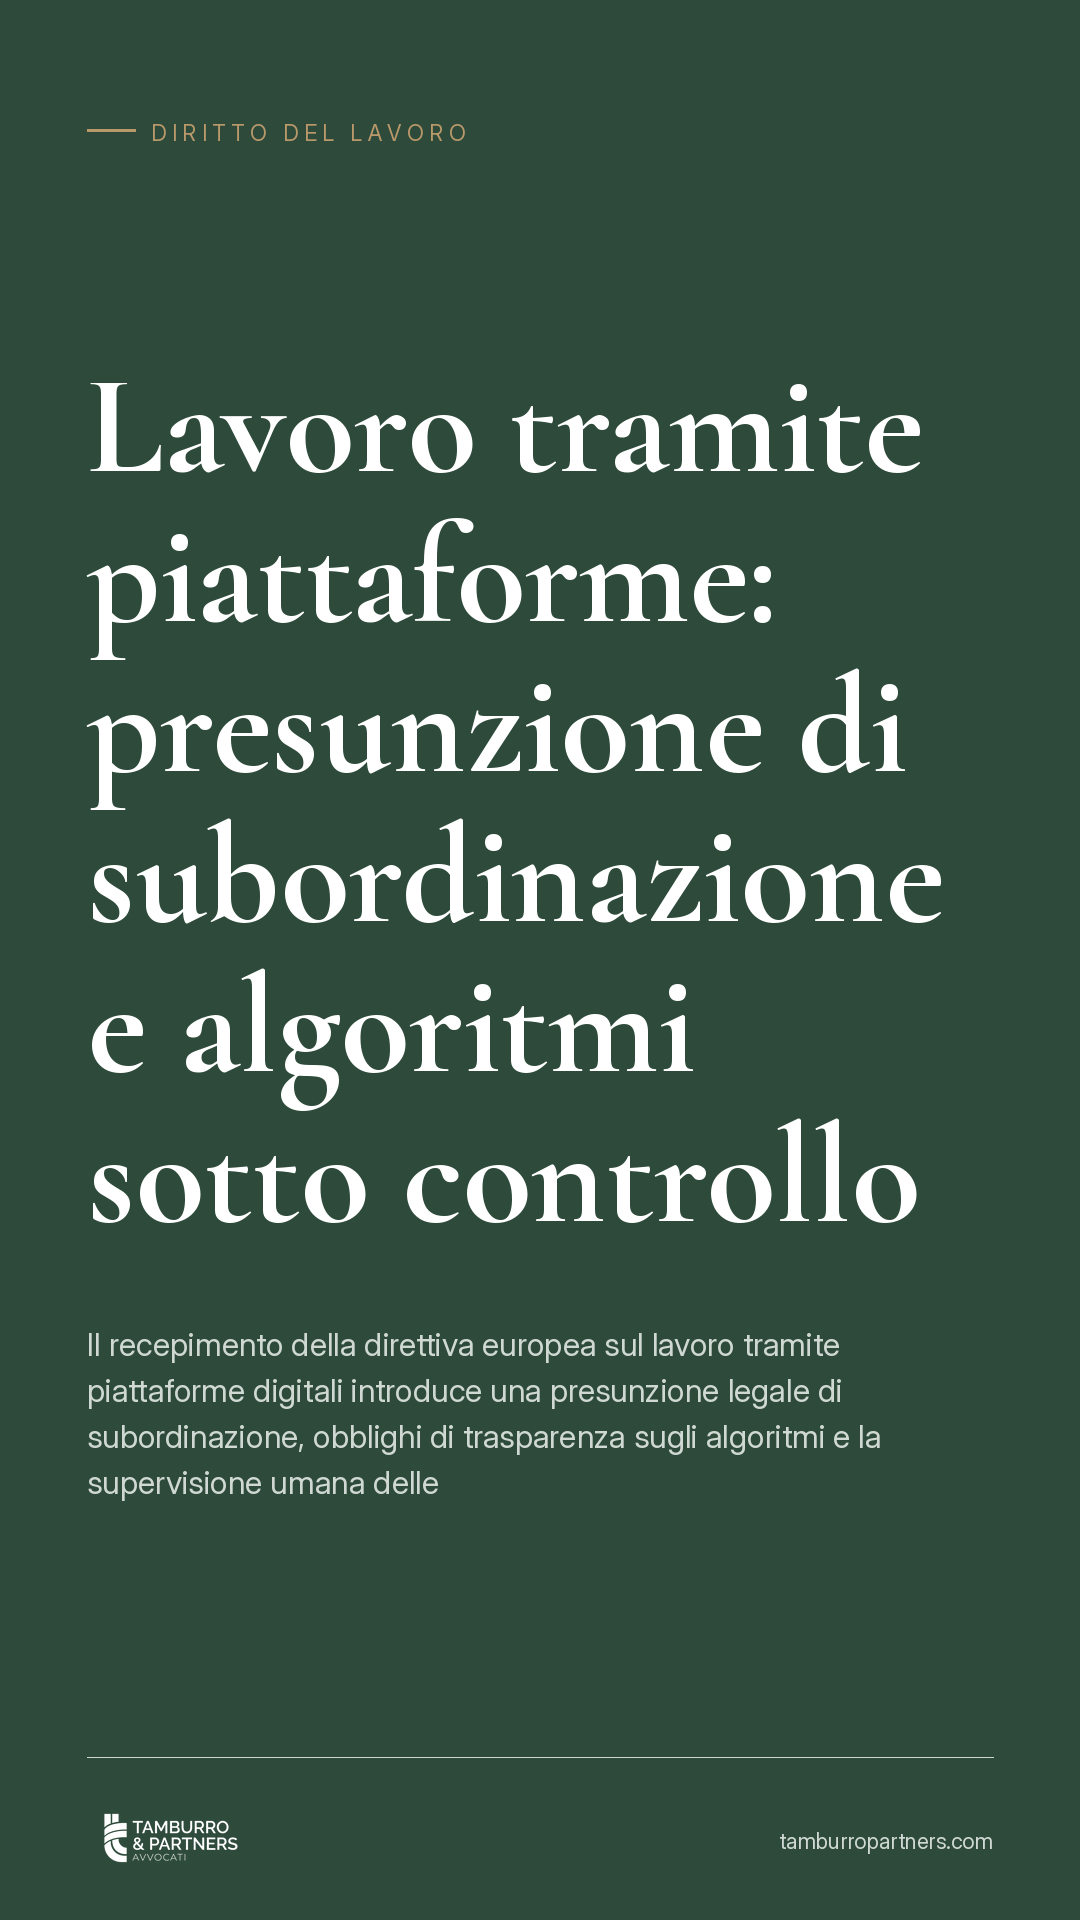 DIRITTO DEL LAVORO
Lavoro tramite
piattaforme:
presunzione di
subordinazione
e algoritmi
sotto controllo
Il recepimento della direttiva europea sul lavoro tramite
piattaforme digitali introduce una presunzione legale di
subordinazione, obblighi di trasparenza sugli algoritmi e la
supervisione umana delle
TAMBURRO
& PARTNERS
AVVOCATI
tamburropartners.com